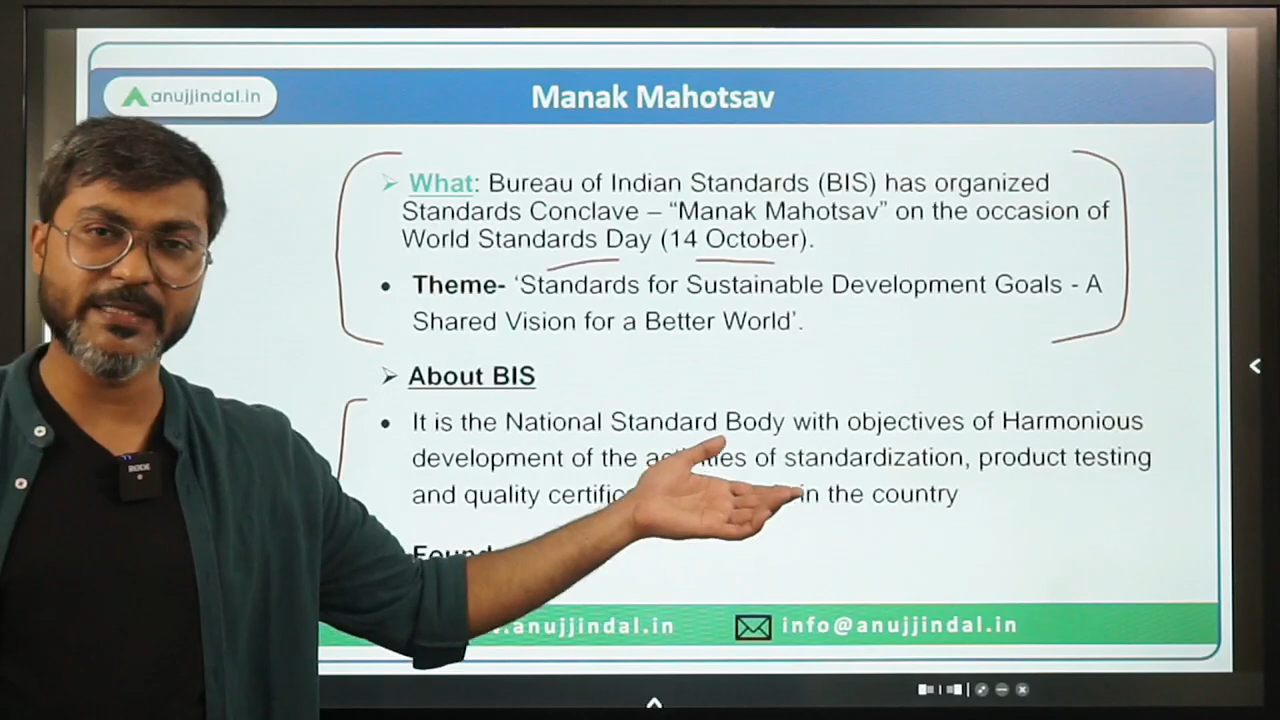 anujjindal.in
Manak Mahotsav
➢ What: Bureau of Indian Standards (BIS) has organized
Standards Conclave – “Manak Mahotsav” on the occasion of
World Standards Day (14 October).
• Theme- ‘Standards for Sustainable Development Goals - A
Shared Vision for a Better World’.
➢ About BIS
• It is the National Standard Body with objectives of Harmonious
development of the of standardization, product testing
and quality in the country
anujjindal.in
info@anujjindal.in
RODE